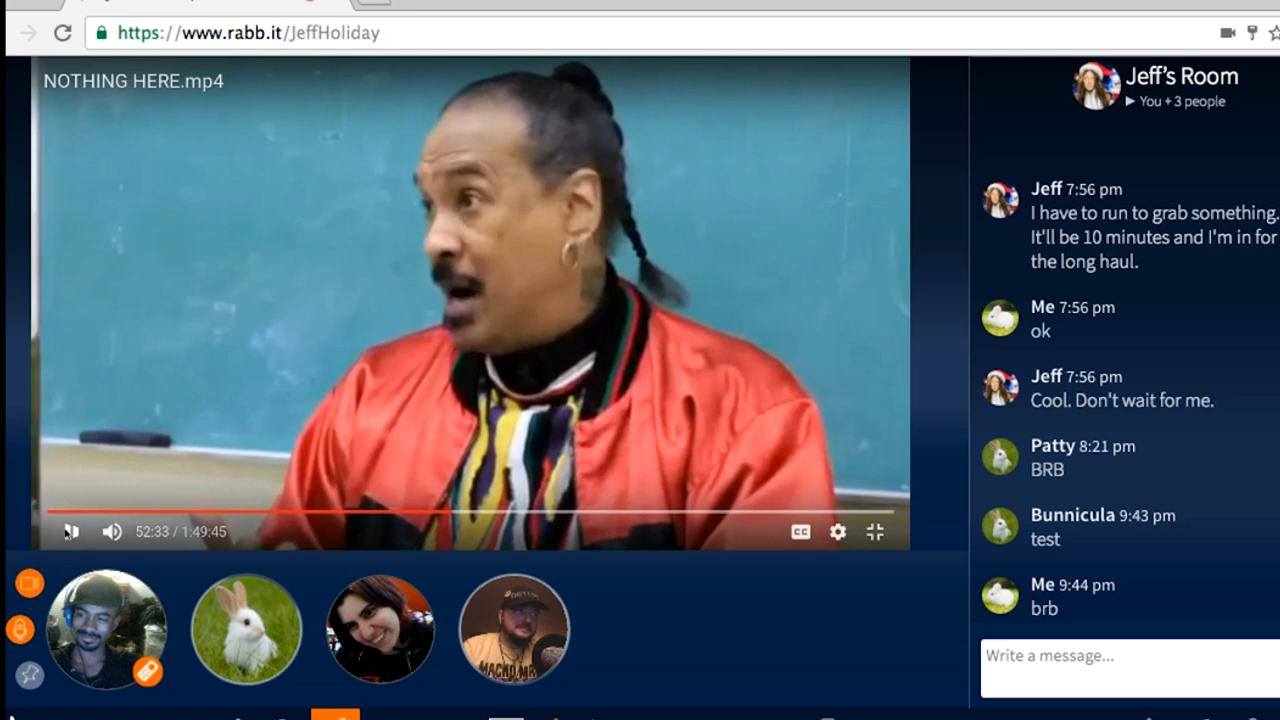 https://www.rabb.it/JeffHoliday
NOTHING HERE.mp4
Jeff's Room
You + 3 people
Jeff 7:56 pm
I have to run to grab something.
It'll be 10 minutes and I'm in for
the long haul.
Me 7:56 pm
ok
Jeff 7:56 pm
Cool. Don't wait for me.
Patty 8:21 pm
BRB
Bunnicula 9:43 pm
test
Me 9:44 pm
brb
Write a message...
52:33 / 1:49:45
CC